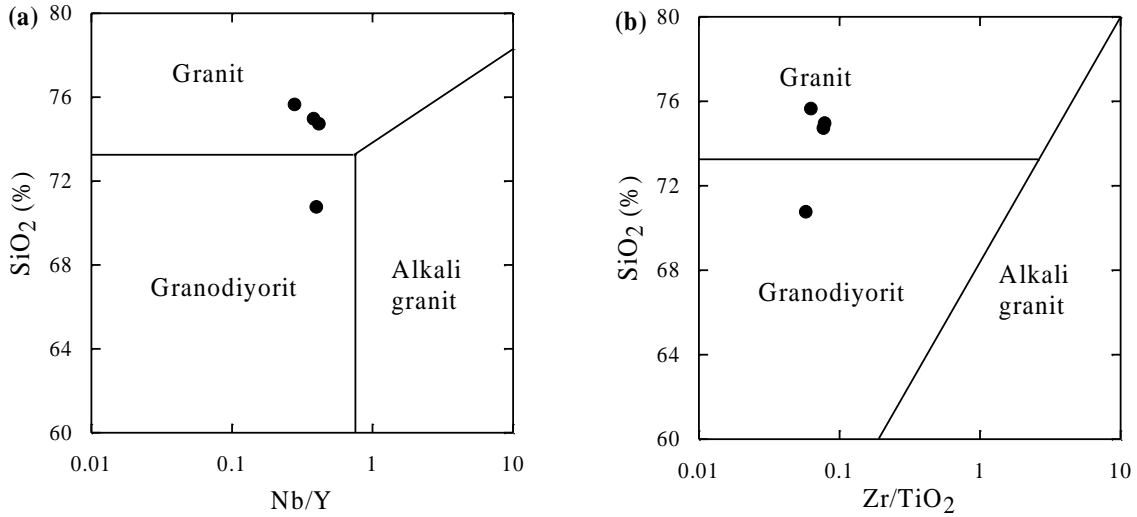 (a)
80
76
72
68
64
60
SiO2 (%)
Granit
Granodiyorit
Alkali
granit
0.01
0.1
1
10
Nb/Y
(b)
80
76
72
68
64
60
SiO2 (%)
Granit
Granodiyorit
Alkali
granit
0.01
0.1
1
10
Zr/TiO2